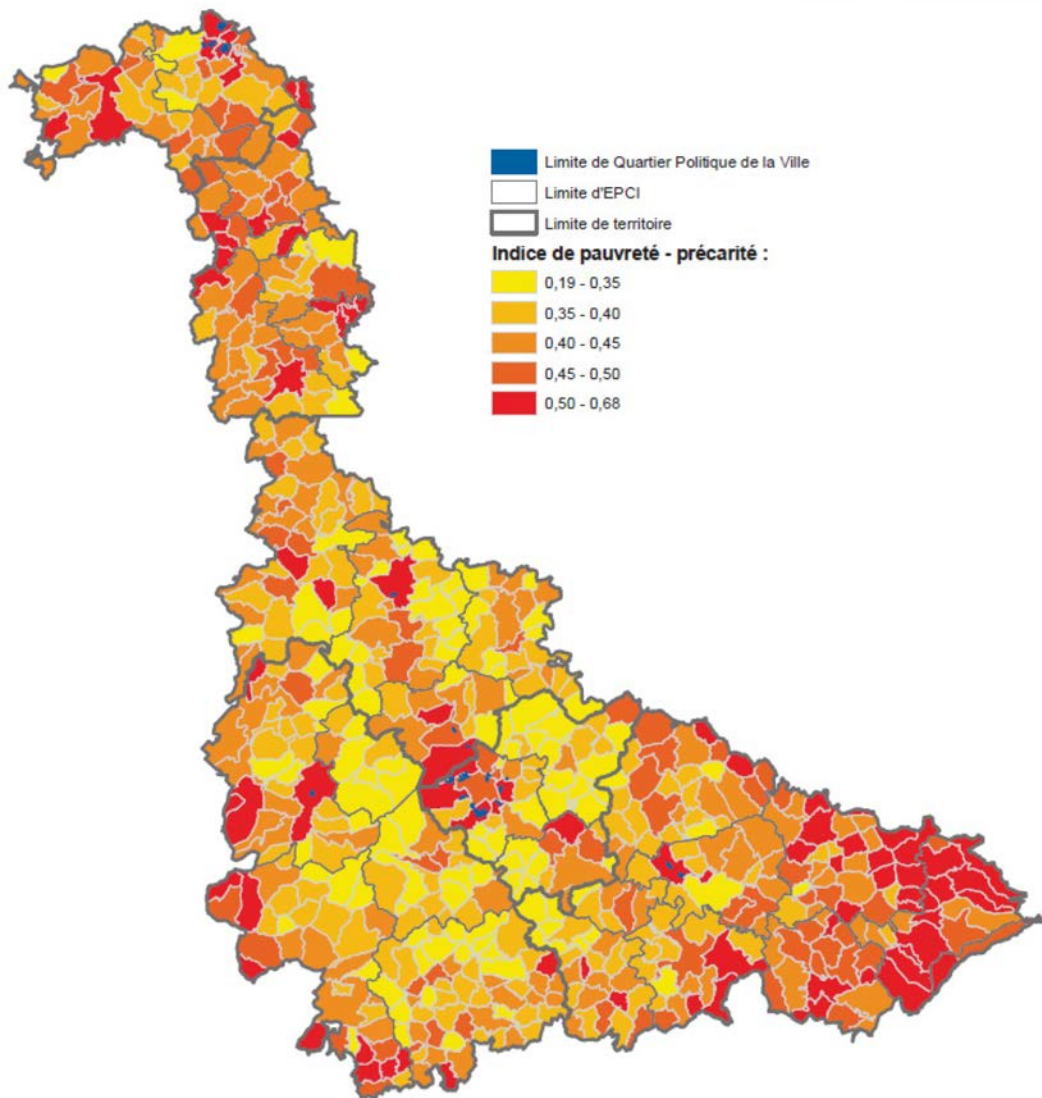 Limite de Quartier Politique de la Ville
Limite d'EPCI
Limite de territoire
Indice de pauvreté - précarité :
0,19 - 0,35
0,35 - 0,40
0,40 - 0,45
0,45 - 0,50
0,50 - 0,68